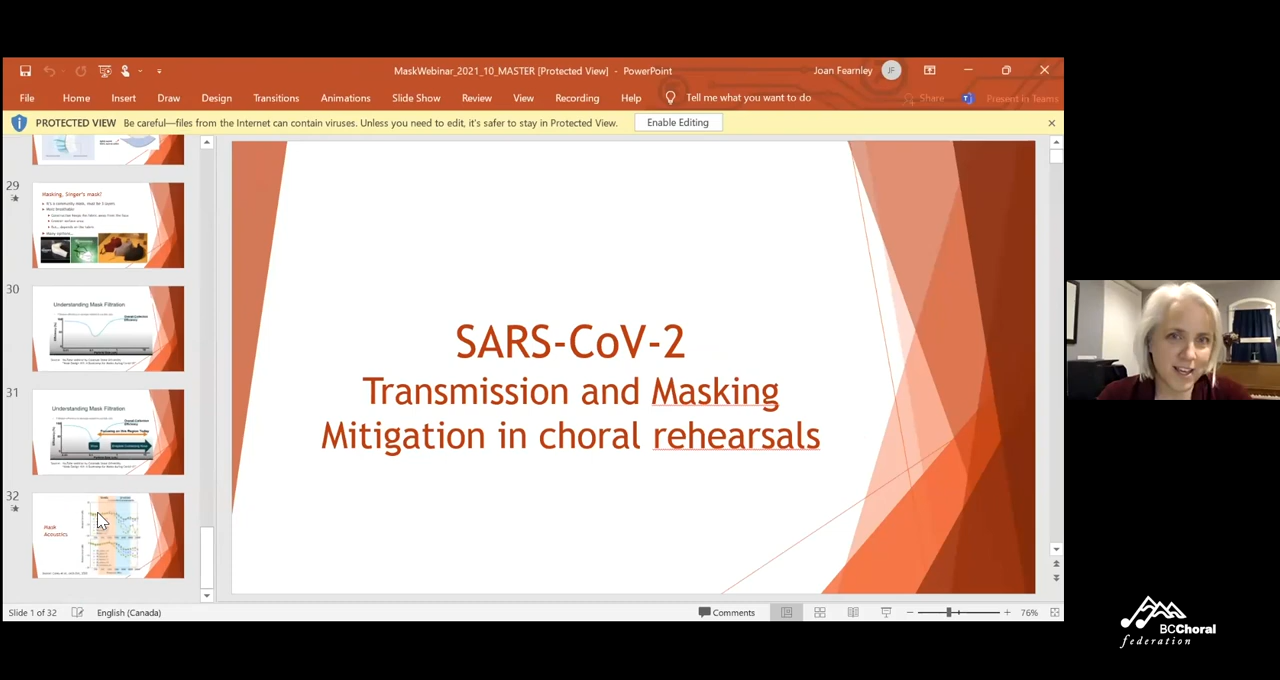 MaskWebinar_2021_10_MASTER [Protected View] - PowerPoint
Joan Fearnley
JF
File Home Insert Draw Design Transitions Animations Slide Show Review View Recording Help Tell me what you want to do Share Present in Teams
PROTECTED VIEW Be careful—files from the Internet can contain viruses. Unless you need to edit, it's safer to stay in Protected View. Enable Editing
29
Masking, Singer's mask?
30
Understanding Mask Filtration
31
Understanding Mask Filtration
32
Mask
Acoustics
SARS-CoV-2
Transmission and Masking
Mitigation in choral rehearsals
Slide 1 of 32 English (Canada) Comments 76%
BCChoral
federation